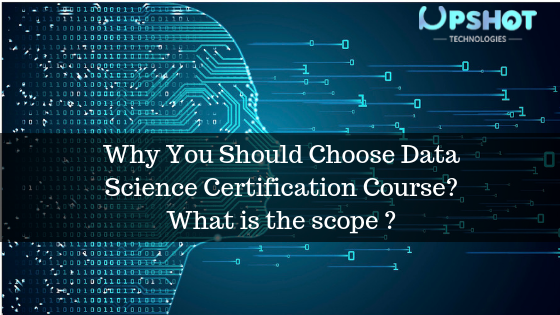 UPSHOT
TECHNOLOGIES
Why You Should Choose Data
Science Certification Course?
What is the scope ?